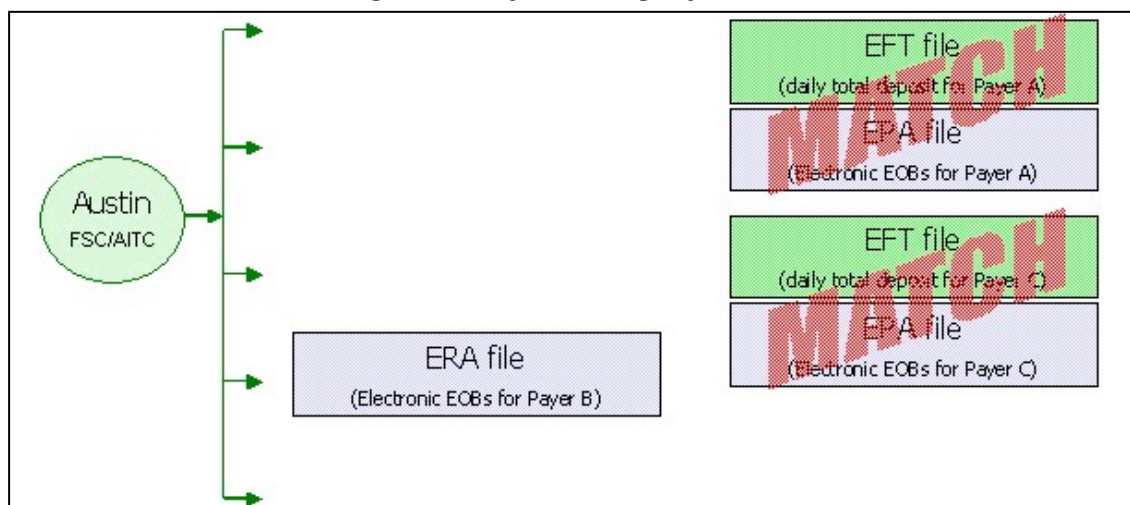 Austin
FSC/AITC
ERA file
(Electronic EOBs for Payer B)
EFT file
(daily total deposit for Payer A)
ERA file
(Electronic EOBs for Payer A)
MATCH
EFT file
(daily total deposit for Payer C)
ERA file
(Electronic EOBs for Payer C)
MATCH